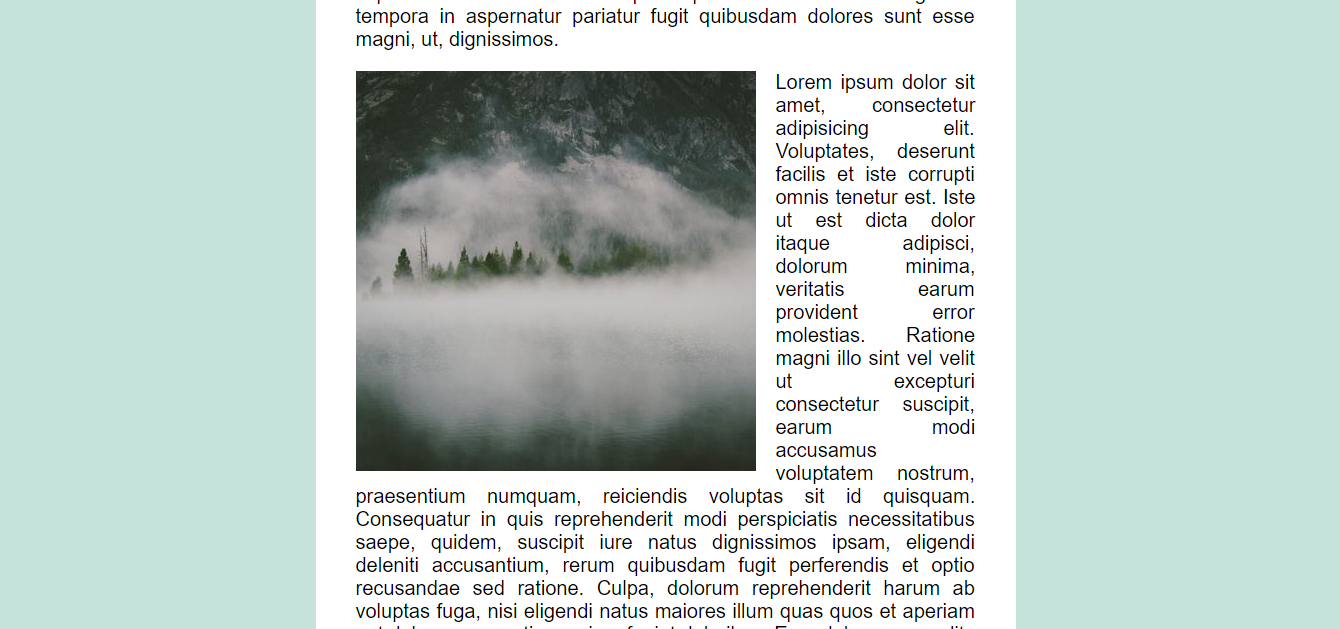 tempora in aspernatur pariatur fugit quibusdam dolores sunt esse
magni, ut, dignissimos.
Lorem ipsum dolor sit
amet, consectetur
adipisicing elit.
Voluptates, deserunt
facilis et iste corrupti
omnis tenetur est. Iste
ut est dicta dolor
itaque adipisci,
dolorum minima,
veritatis earum
provident error
molestias. Ratione
magni illo sint vel velit
ut excepturi
consectetur suscipit,
earum modi
accusamus
voluptatem nostrum,
praesentium numquam, reiciendis voluptas sit id quisquam.
Consequatur in quis reprehenderit modi perspiciatis necessitatibus
saepe, quidem, suscipit iure natus dignissimos ipsam, eligendi
deleniti accusantium, rerum quibusdam fugit perferendis et optio
recusandae sed ratione. Culpa, dolorum reprehenderit harum ab
voluptas fuga, nisi eligendi natus maiores illum quas quos et aperiam